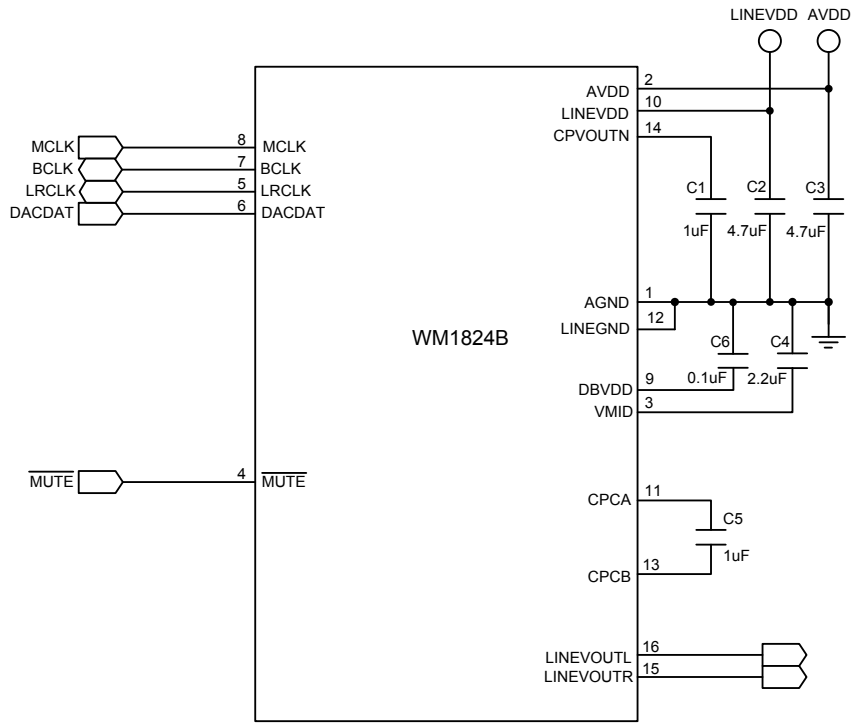 LINEVDD AVDD
AVDD 2
LINEVDD 10
CPVOUTN 14
MCLK 8 MCLK
BCLK 7 BCLK
LRCLK 5 LRCLK
DACDAT 6 DACDAT
C1 C2 C3
1uF 4.7uF 4.7uF
AGND 1
LINEGND 12
WM1824B
C6 C4
0.1uF 2.2uF
DBVDD 9
VMID 3
MUTE 4 MUTE
CPCA 11
C5
1uF
CPCB 13
LINEVOUTL 16
LINEVOUTR 15